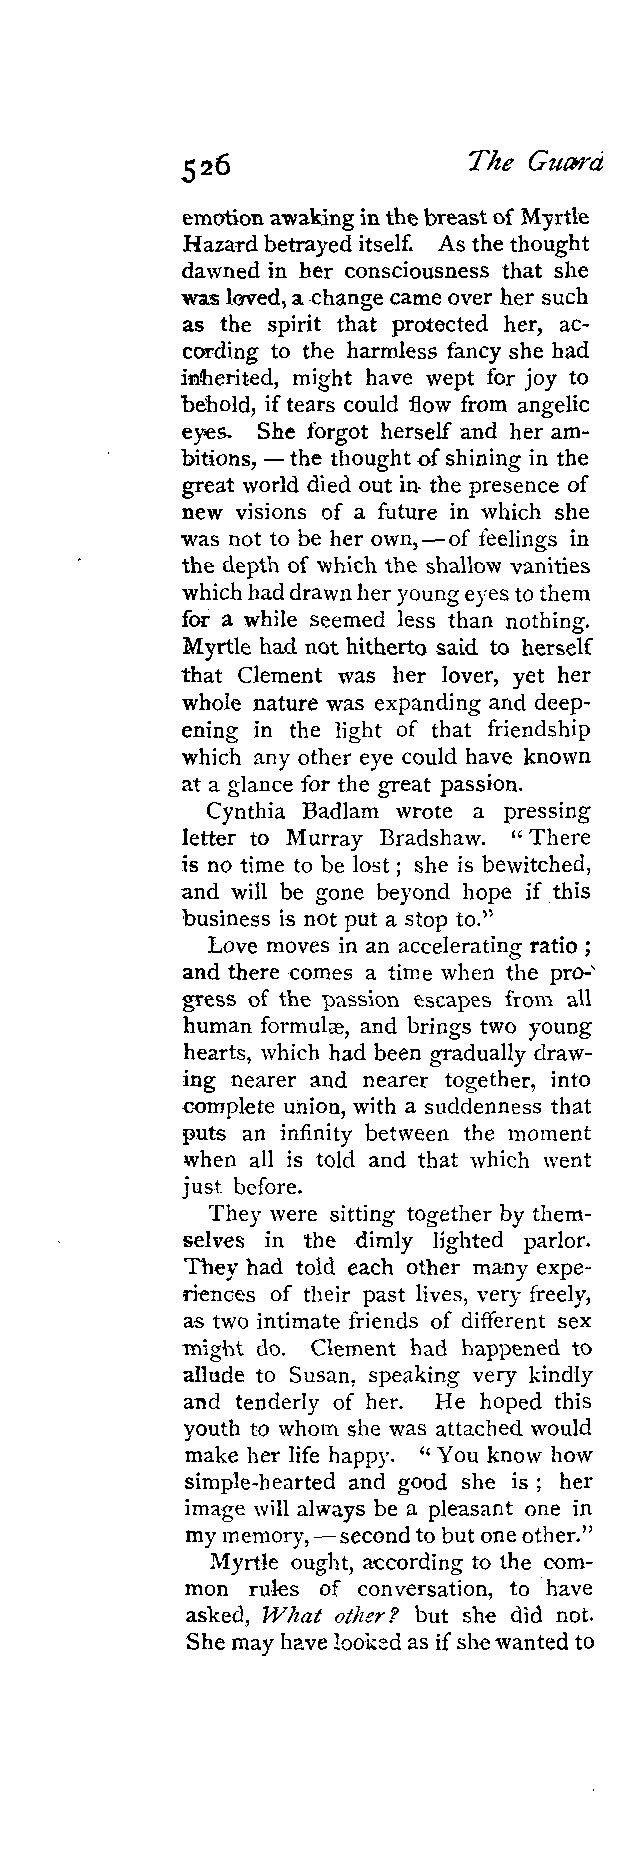 526 The Guard
emotion awaking in the breast of Myrtle
Hazard betrayed itself. As the thought
dawned in her consciousness that she
was loved, a change came over her such
as the spirit that protected her, ac-
cording to the harmless fancy she had
inherited, might have wept for joy to
behold, if tears could flow from angelic
eyes. She forgot herself and her am-
bitions, — the thought of shining in the
great world died out in the presence of
new visions of a future in which she
was not to be her own,—of feelings in
the depth of which the shallow vanities
which had drawn her young eyes to them
for a while seemed less than nothing.
Myrtle had not hitherto said to herself
that Clement was her lover, yet her
whole nature was expanding and deep-
ening in the light of that friendship
which any other eye could have known
at a glance for the great passion.
Cynthia Badlam wrote a pressing
letter to Murray Bradshaw. “There
is no time to be lost; she is bewitched,
and will be gone beyond hope if this
business is not put a stop to.”
Love moves in an accelerating ratio;
and there comes a time when the pro-
gress of the passion escapes from all
human formulæ, and brings two young
hearts, which had been gradually draw-
ing nearer and nearer together, into
complete union, with a suddenness that
puts an infinity between the moment
when all is told and that which went
just before.
They were sitting together by them-
selves in the dimly lighted parlor.
They had told each other many expe-
riences of their past lives, very freely,
as two intimate friends of different sex
might do. Clement had happened to
allude to Susan, speaking very kindly
and tenderly of her. He hoped this
youth to whom she was attached would
make her life happy. “You know how
simple-hearted and good she is; her
image will always be a pleasant one in
my memory,—second to but one other.”
Myrtle ought, according to the com-
mon rules of conversation, to have
asked, What other? but she did not.
She may have looked as if she wanted to